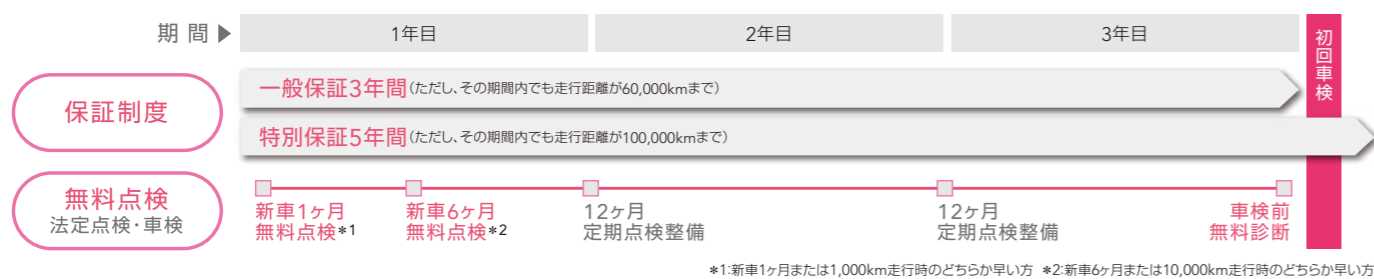 期間▶ 1年目 2年目 3年目
初回車検
保証制度
一般保証3年間(ただし、その期間内でも走行距離が60,000kmまで)
特別保証5年間(ただし、その期間内でも走行距離が100,000kmまで)
無料点検
法定点検・車検
新車1ヶ月
無料点検*1
新車6ヶ月
無料点検*2
12ヶ月
定期点検整備
12ヶ月
定期点検整備
車検前
無料診断
*1:新車1ヶ月または1,000km走行時のどちらか早い方 *2:新車6ヶ月または10,000km走行時のどちらか早い方